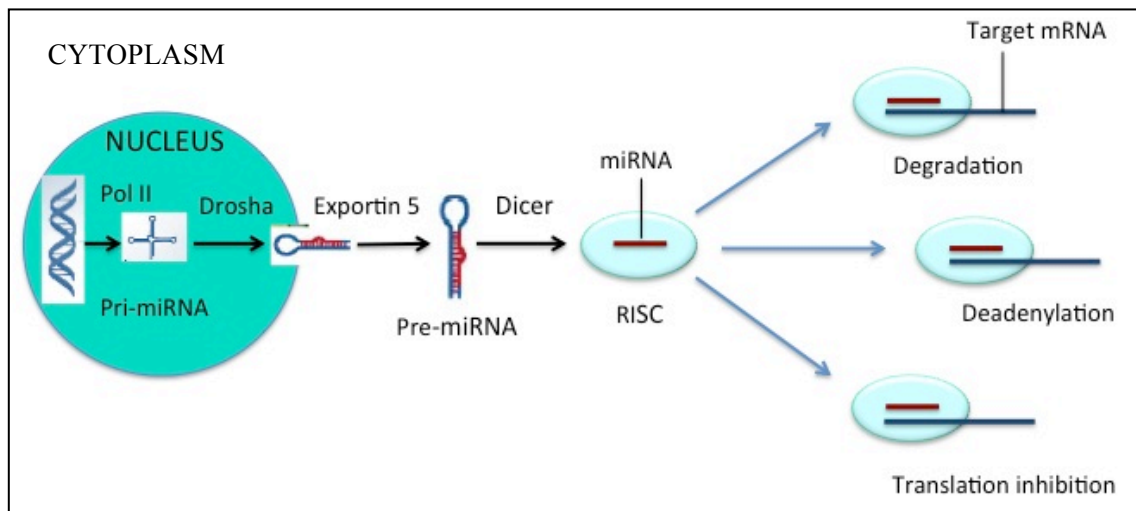 CYTOPLASM
NUCLEUS
Pol II
Pri-miRNA
Drosha
Exportin 5
Pre-miRNA
Dicer
miRNA
RISC
Target mRNA
Degradation
Deadenylation
Translation inhibition